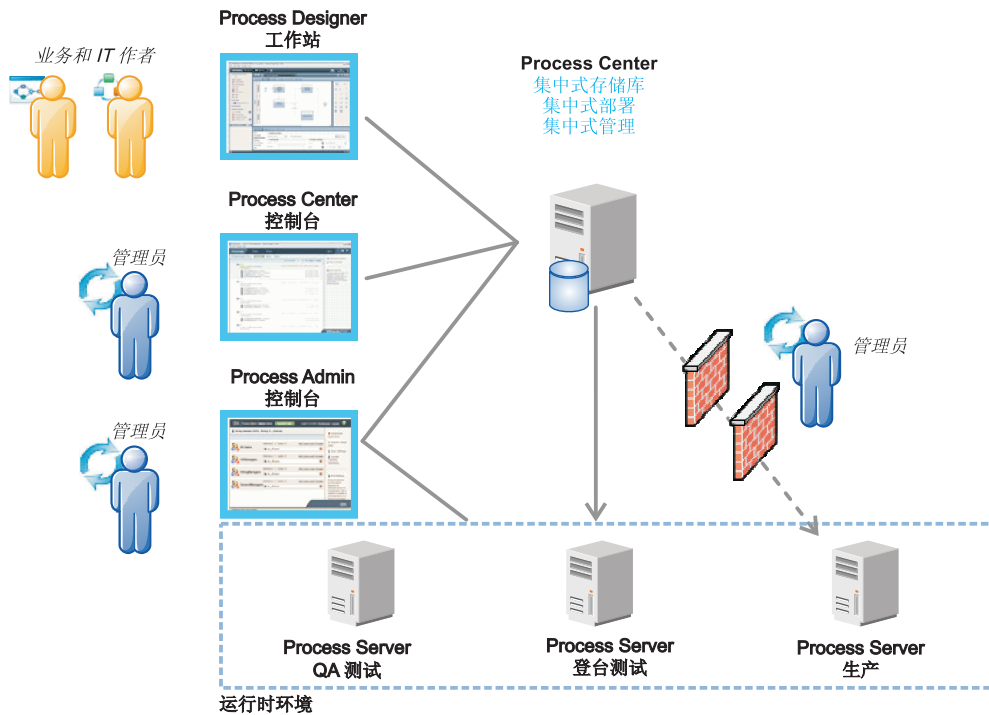 业务和 IT 作者
Process Designer
工作站
Process Center
集中式存储库
集中式部署
集中式管理
Process Center
控制台
管理员
管理员
Process Admin
控制台
管理员
Process Server
QA 测试
Process Server
登台测试
Process Server
生产
运行时环境